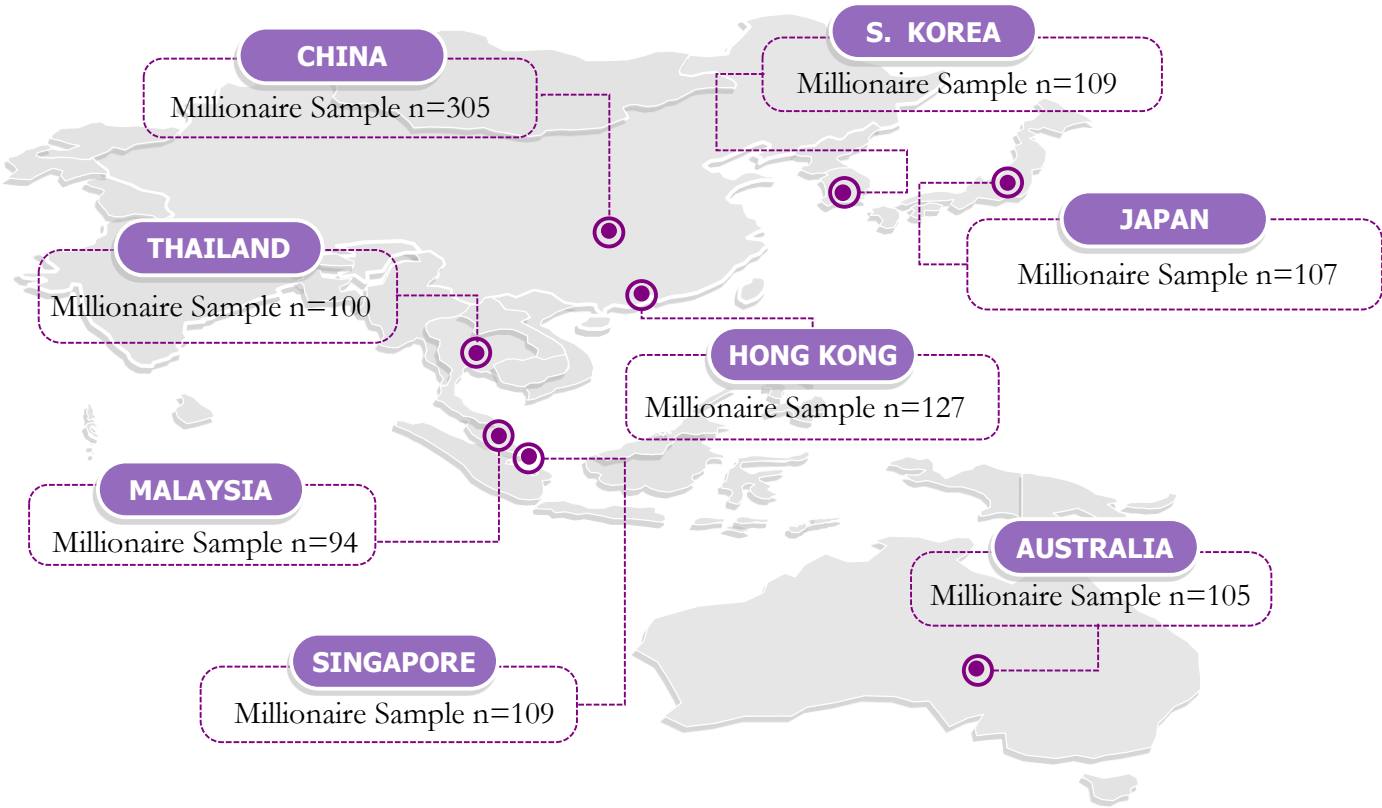 CHINA
Millionaire Sample n=305
S. KOREA
Millionaire Sample n=109
THAILAND
Millionaire Sample n=100
JAPAN
Millionaire Sample n=107
HONG KONG
Millionaire Sample n=127
MALAYSIA
Millionaire Sample n=94
AUSTRALIA
Millionaire Sample n=105
SINGAPORE
Millionaire Sample n=109